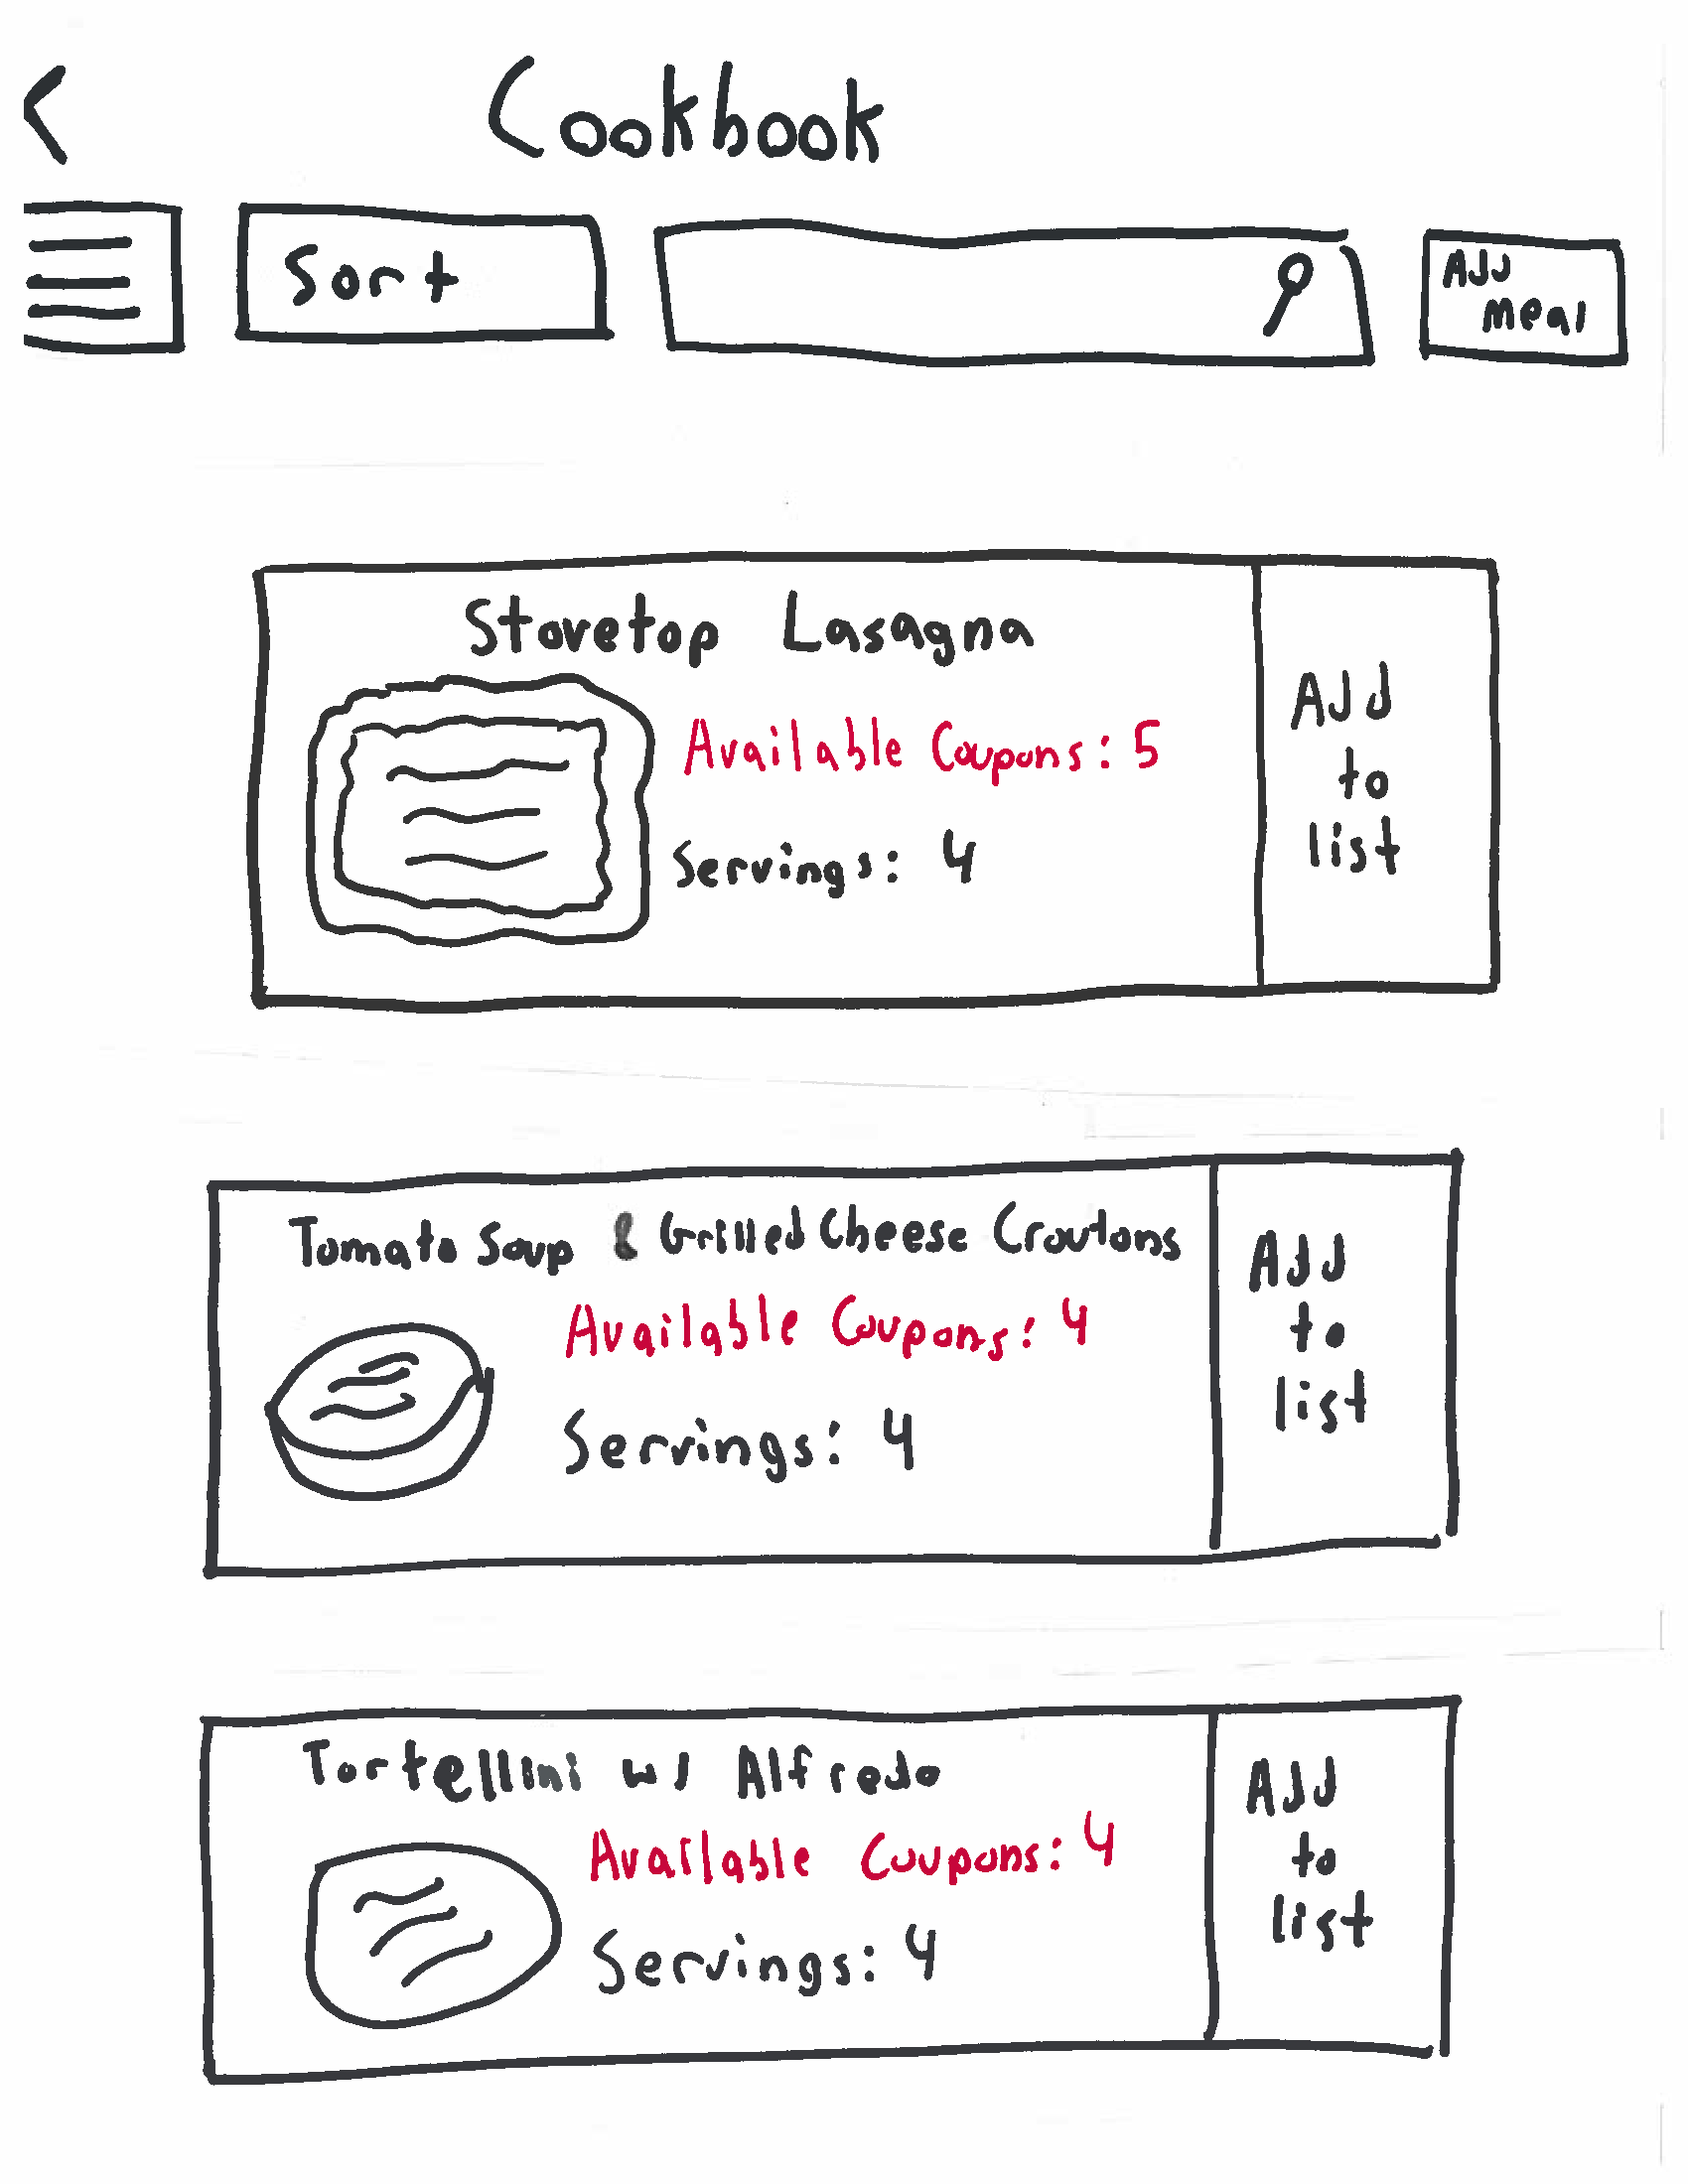 Cookbook
Sort
Add
meal
Stovetop Lasagna
Available Coupons: 5
Servings: 4
Add
to
list
Tomato Soup & Grilled Cheese Croutons
Available Coupons: 4
Servings: 4
Add
to
list
Tortellini w/ Alfredo
Available Coupons: 4
Servings: 4
Add
to
list